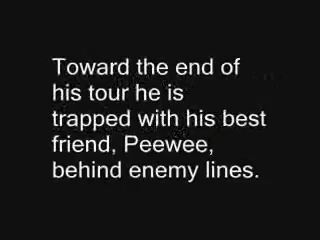 Toward the end of
his tour he is
trapped with his best
friend, Peewee,
behind enemy lines.